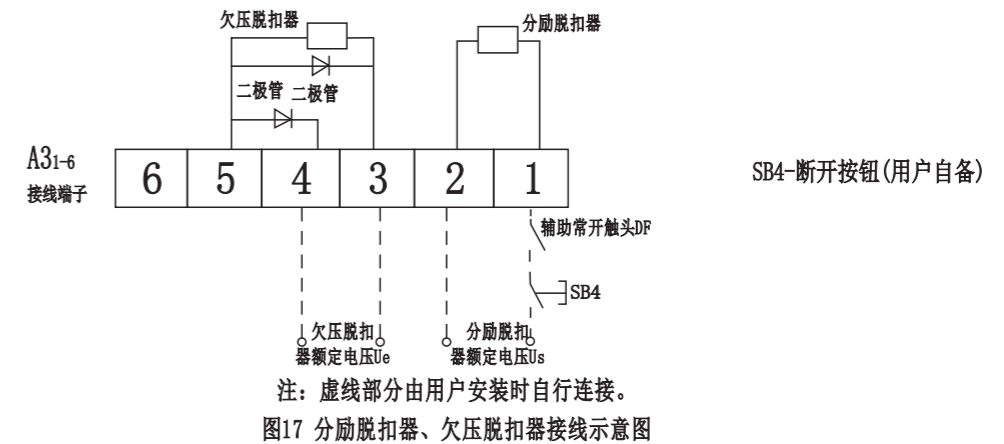 欠压脱扣器
分励脱扣器
二极管 二极管
A31-6
接线端子
6 5 4 3 2 1
SB4-断开按钮(用户自备)
辅助常开触头DF
SB4
欠压脱扣
器额定电压Ue
分励脱扣
器额定电压Us
注：虚线部分由用户安装时自行连接。
图17 分励脱扣器、欠压脱扣器接线示意图